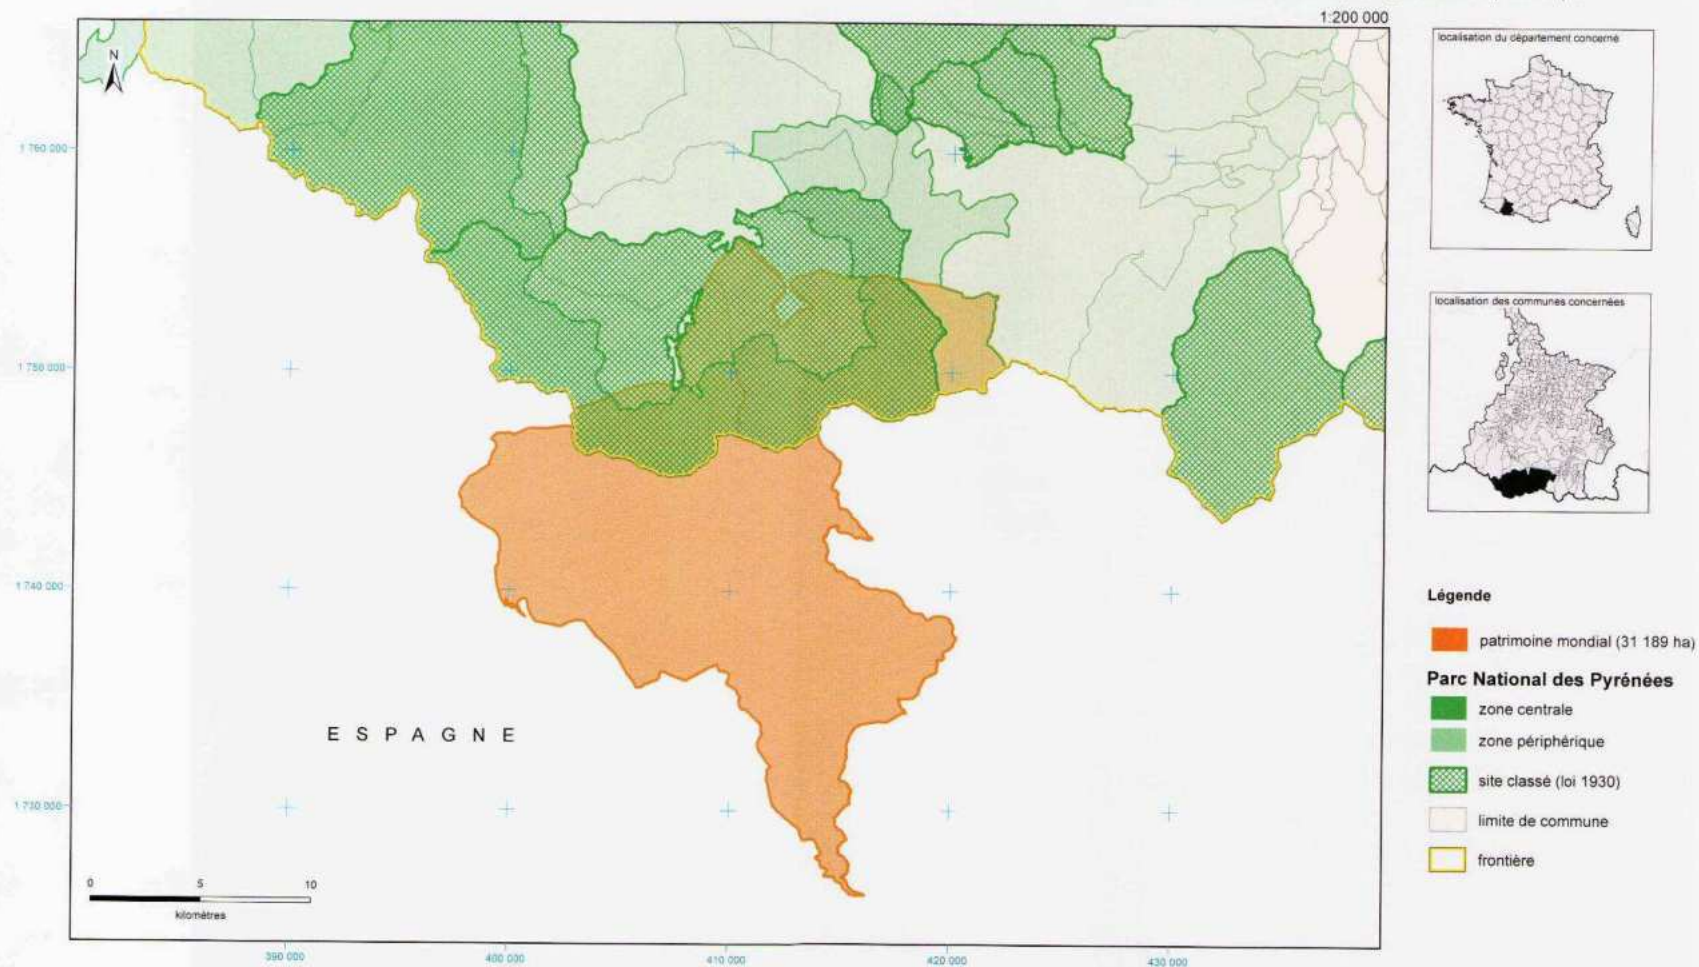 1:200 000
N
1 760 000
1 750 000
1 740 000
1 730 000
E S P A G N E
0 5 10
kilomètres
390 000 400 000 410 000 420 000 430 000
localisation du département concerné
localisation des communes concernées
Légende
patrimoine mondial (31 189 ha)
Parc National des Pyrénées
zone centrale
zone périphérique
site classé (loi 1930)
limite de commune
frontière